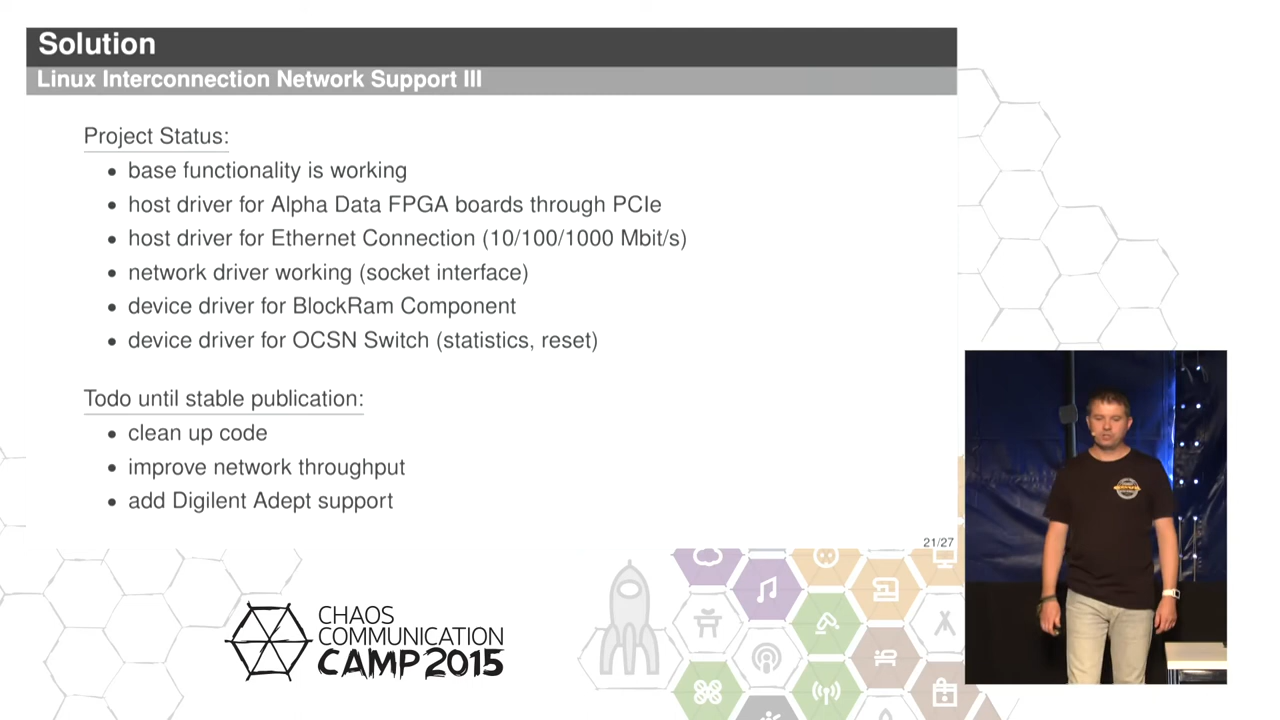 Solution
Linux Interconnection Network Support III
Project Status:
base functionality is working
host driver for Alpha Data FPGA boards through PCIe
host driver for Ethernet Connection (10/100/1000 Mbit/s)
network driver working (socket interface)
device driver for BlockRam Component
device driver for OCSN Switch (statistics, reset)
Todo until stable publication:
clean up code
improve network throughput
add Digilent Adept support
21/27
CHAOS
COMMUNICATION
CAMP 2015